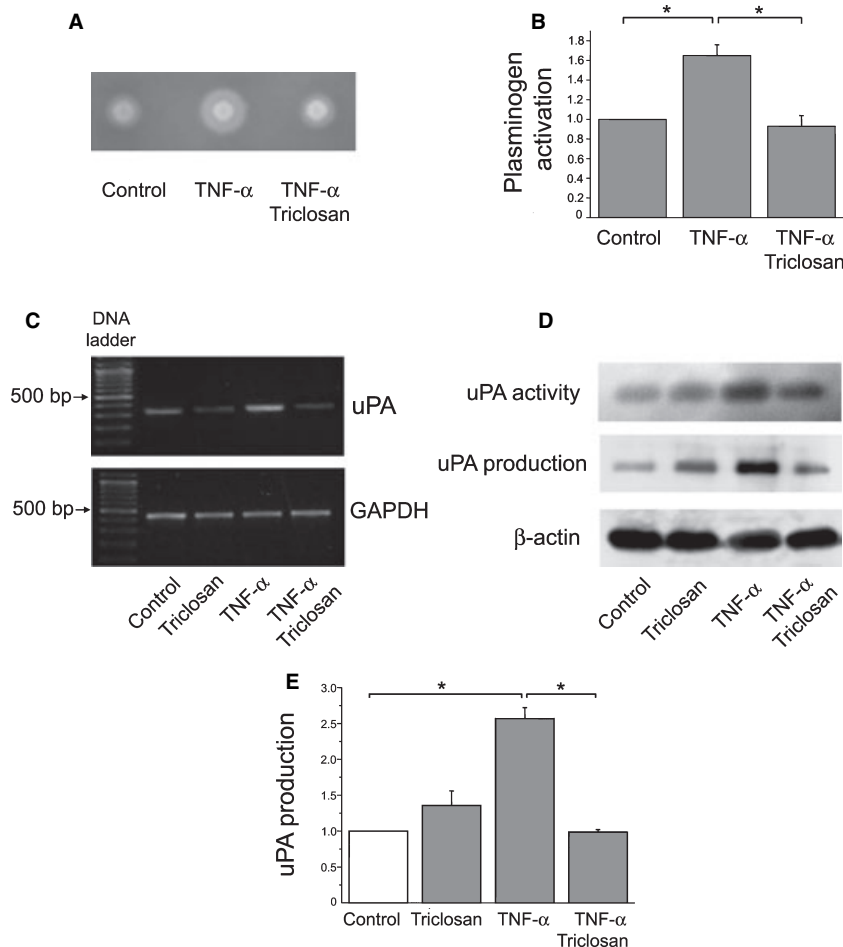 A
Control
TNF-α
TNF-α
Triclosan
B
Plasminogen
activation
1.8
1.6
1.4
1.2
1.0
0.8
0.6
0.4
0.2
0
*
*
Control
TNF-α
TNF-α
Triclosan
C
DNA
ladder
500 bp
uPA
500 bp
GAPDH
Control
Triclosan
TNF-α
TNF-α
Triclosan
D
uPA activity
uPA production
β-actin
Control
Triclosan
TNF-α
TNF-α
Triclosan
E
uPA production
3.0
2.5
2.0
1.5
1.0
0.5
0
*
*
Control
Triclosan
TNF-α
TNF-α
Triclosan